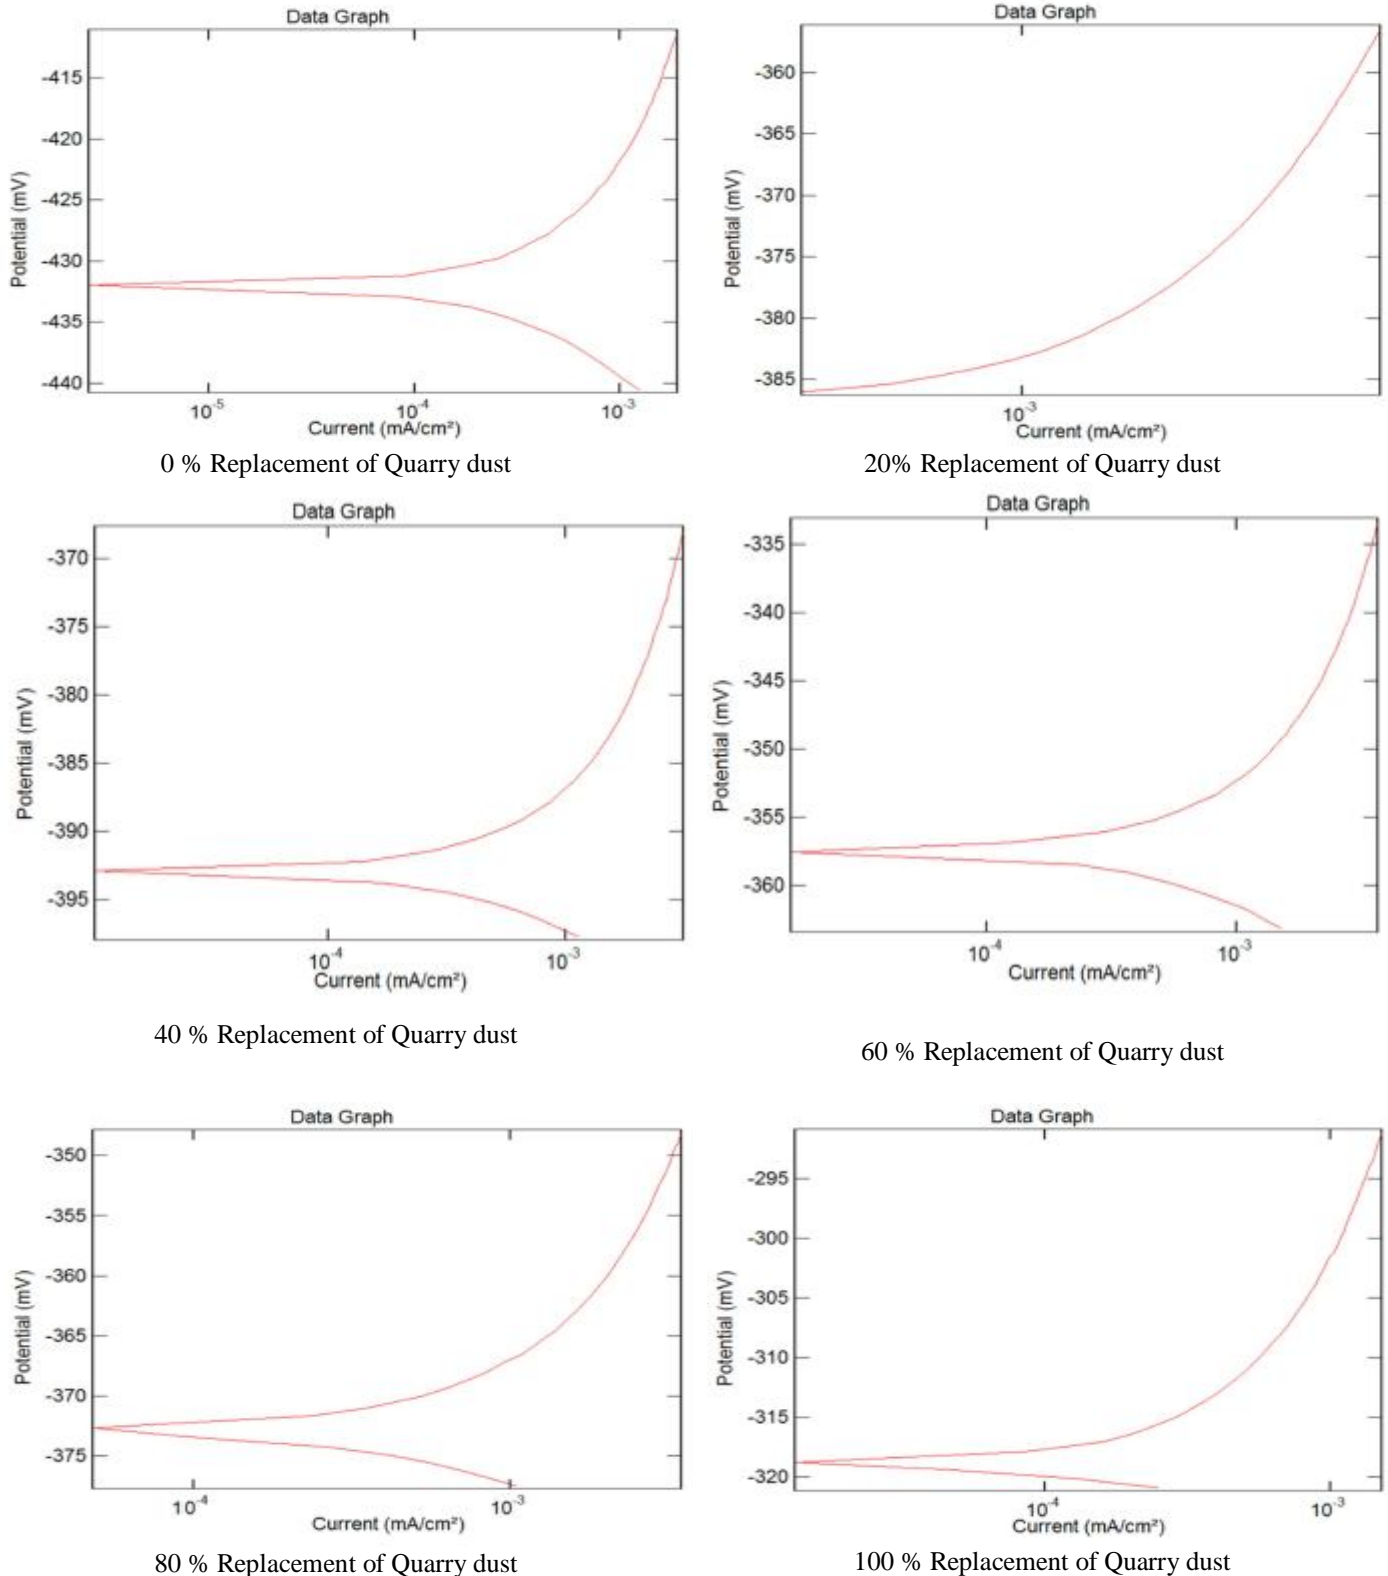 Data Graph
-415
-420
-425
-430
-435
-440
Potential (mV)
10-5
10-4
10-3
Current (mA/cm²)
0 % Replacement of Quarry dust
Data Graph
-360
-365
-370
-375
-380
-385
Potential (mV)
10-3
Current (mA/cm²)
20% Replacement of Quarry dust
Data Graph
-370
-375
-380
-385
-390
-395
Potential (mV)
10-4
10-3
Current (mA/cm²)
40 % Replacement of Quarry dust
Data Graph
-335
-340
-345
-350
-355
-360
Potential (mV)
10-4
10-3
Current (mA/cm²)
60 % Replacement of Quarry dust
Data Graph
-350
-355
-360
-365
-370
-375
Potential (mV)
10-4
10-3
Current (mA/cm²)
80 % Replacement of Quarry dust
Data Graph
-295
-300
-305
-310
-315
-320
Potential (mV)
10-4
10-3
Current (mA/cm²)
100 % Replacement of Quarry dust